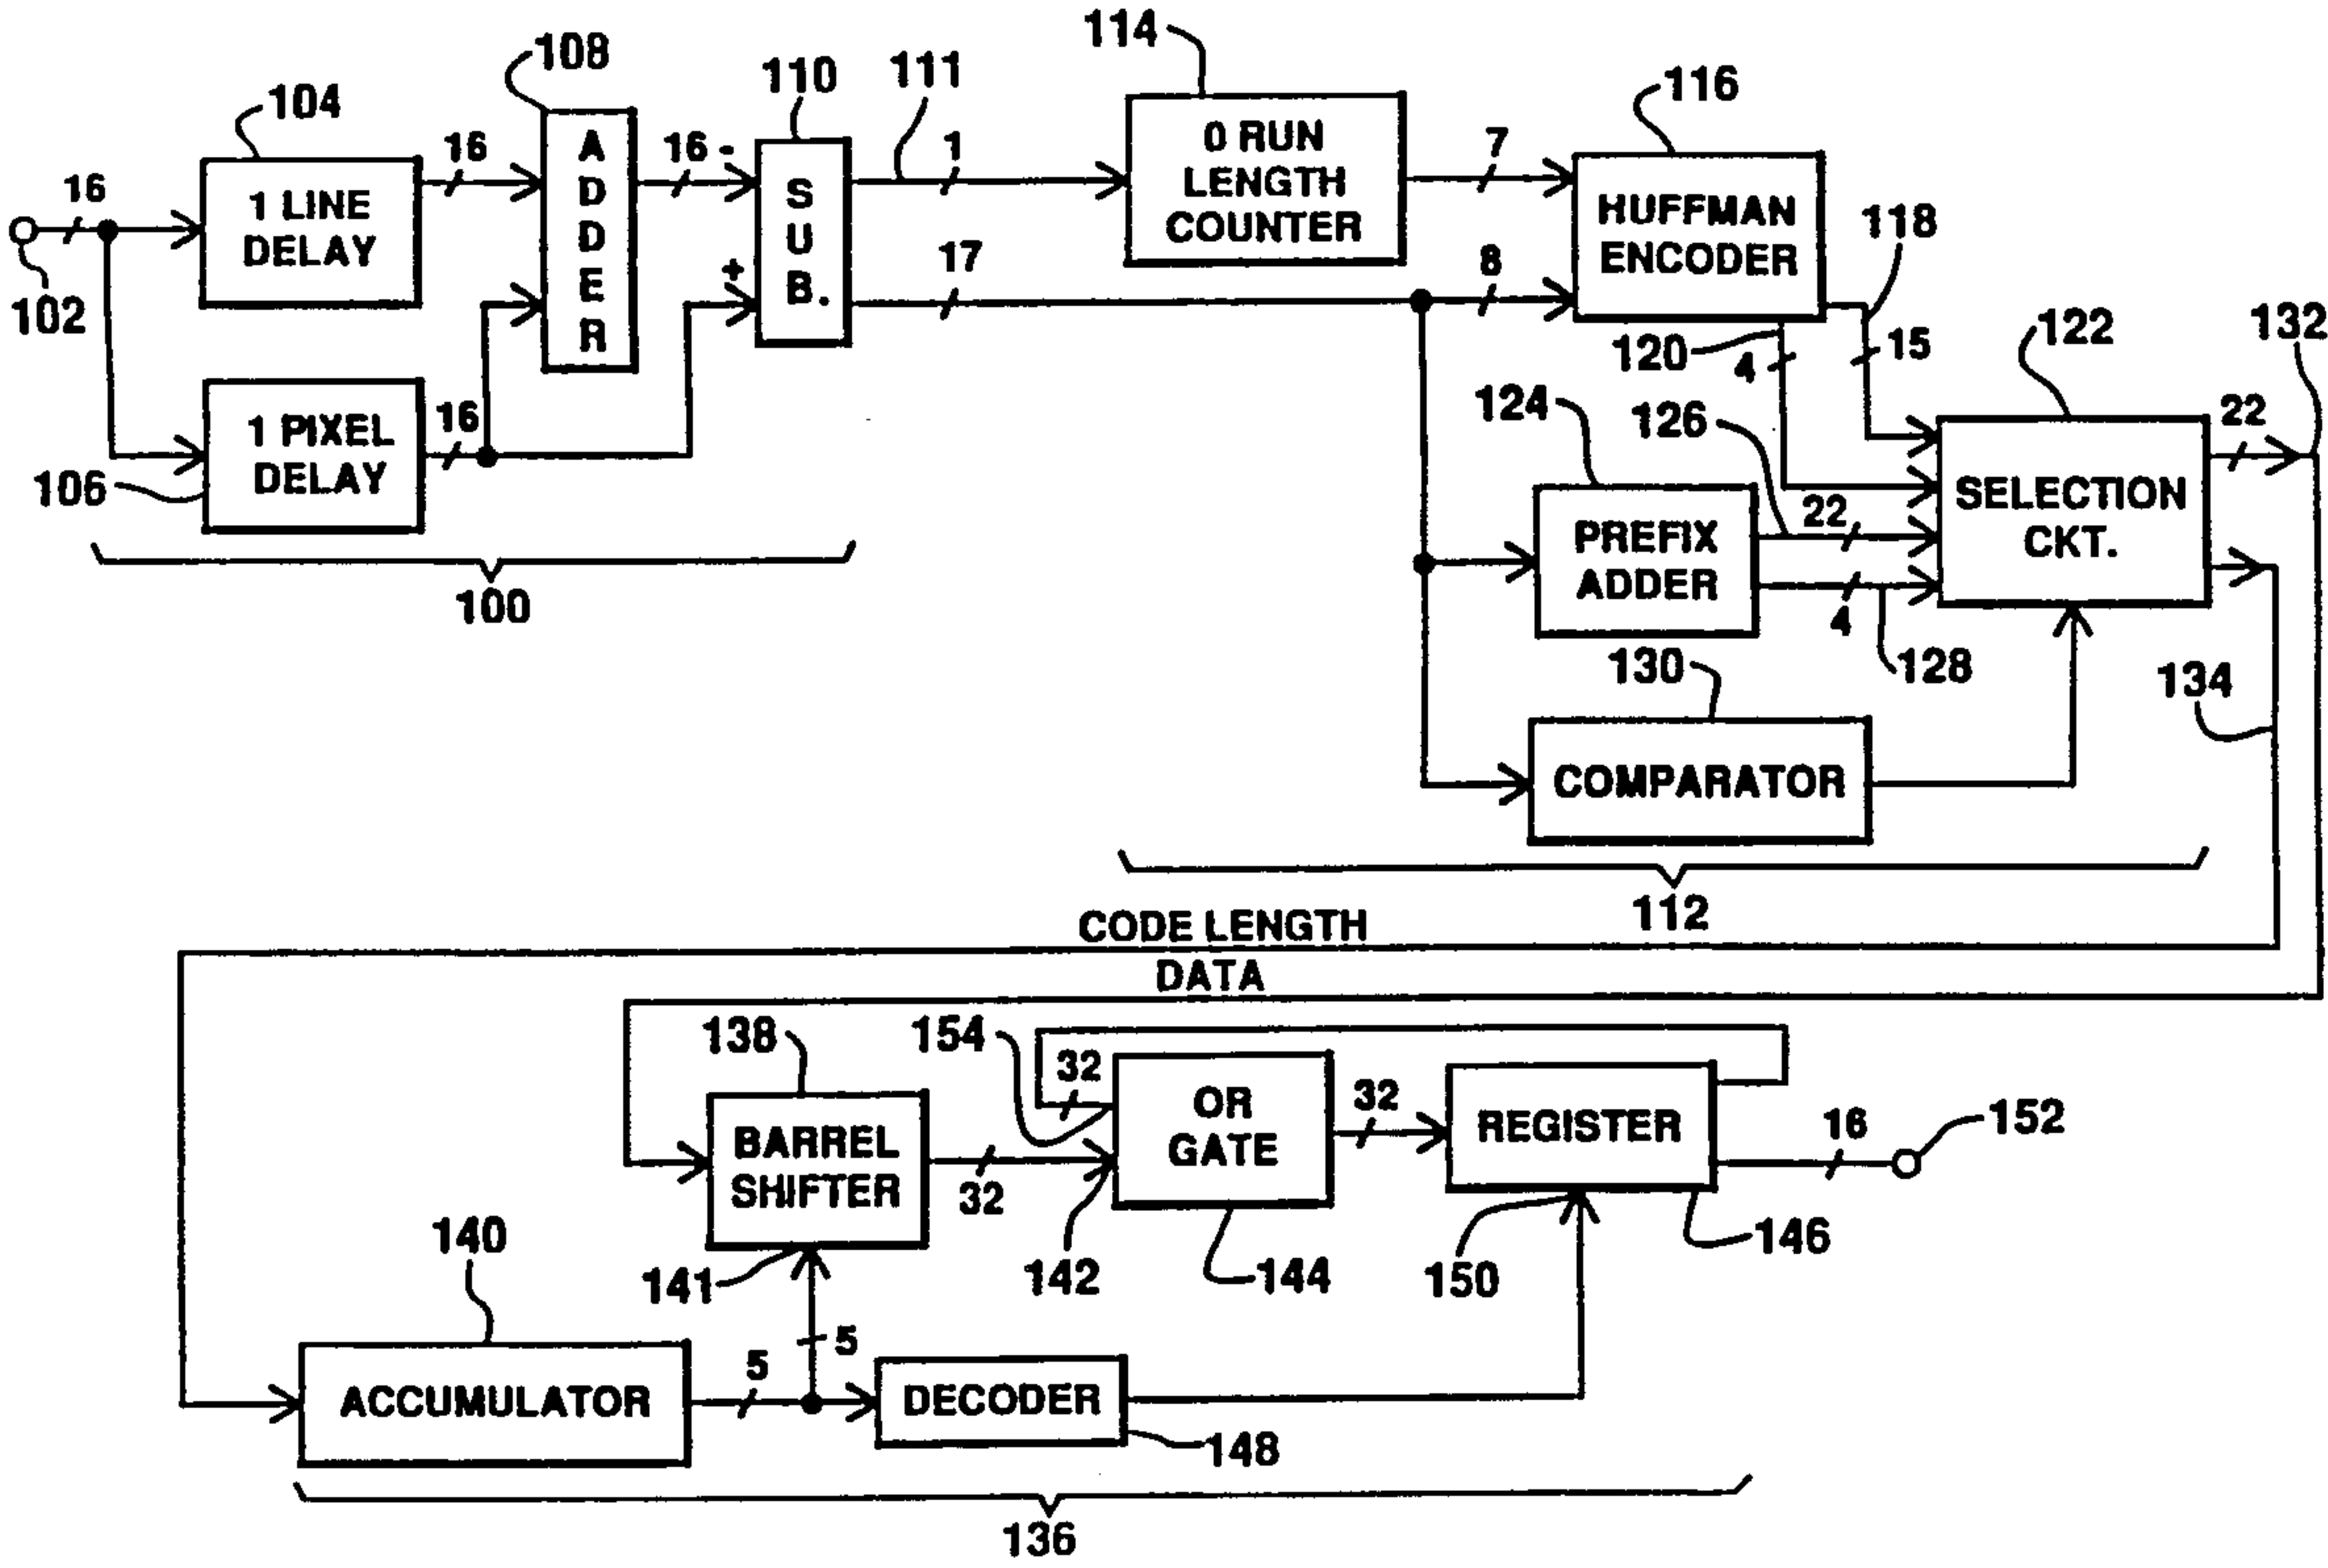 108
110
111
114
116
104
16
16
16 -
ADDER
SUB.
1
0 RUN
LENGTH
COUNTER
7
HUFFMAN
ENCODER
118
1 LINE
DELAY
102
+
17
8
120
4
15
122
132
1 PIXEL
DELAY
16
106
124
126
22
SELECTION
CKT.
22
PREFIX
ADDER
4
128
100
130
134
COMPARATOR
112
CODE LENGTH
DATA
138
154
32
OR
GATE
32
REGISTER
16
152
BARREL
SHIFTER
32
140
141
142
144
150
146
5
5
ACCUMULATOR
DECODER
148
136